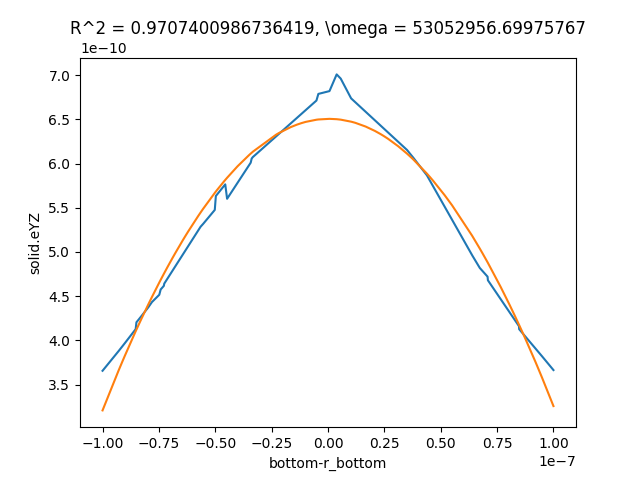 R^2 = 0.9707400986736419, \omega = 53052956.69975767
1e−10
7.0
6.5
6.0
5.5
5.0
4.5
4.0
3.5
solid.eYZ
−1.00 −0.75 −0.50 −0.25 0.00 0.25 0.50 0.75 1.00
bottom-r_bottom 1e−7